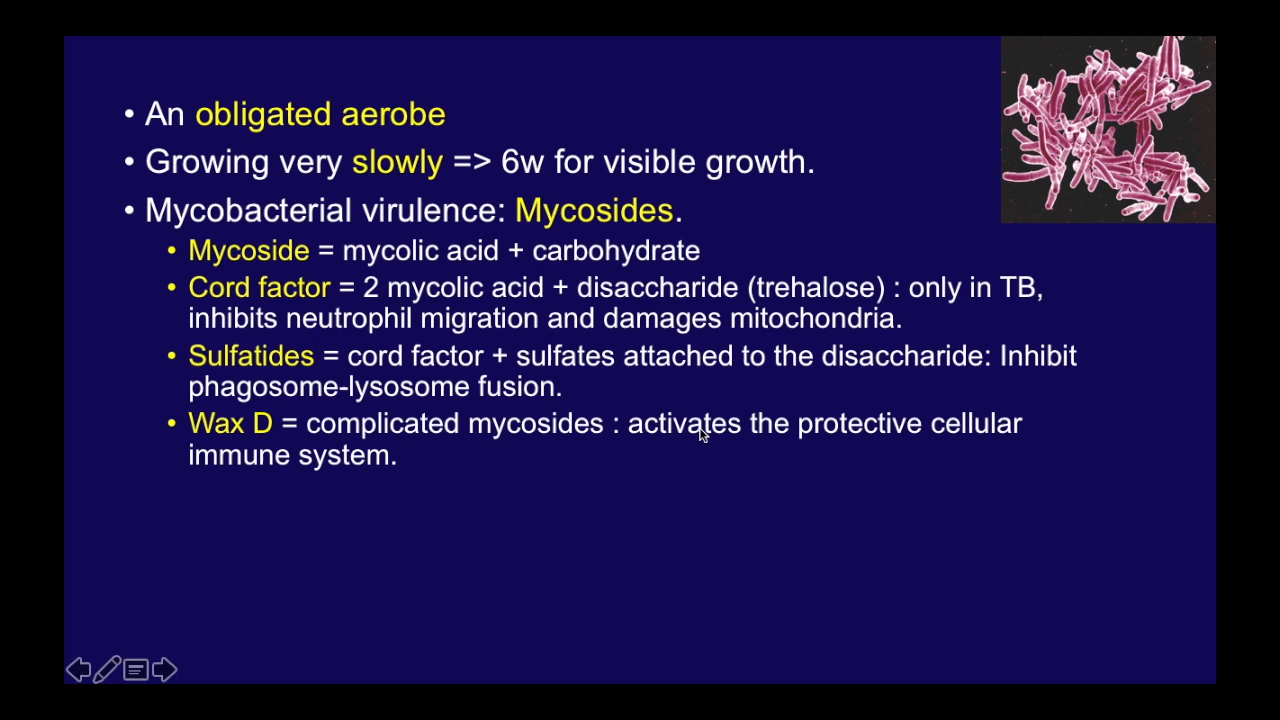 • An obligated aerobe
• Growing very slowly => 6w for visible growth.
• Mycobacterial virulence: Mycosides.
• Mycoside = mycolic acid + carbohydrate
• Cord factor = 2 mycolic acid + disaccharide (trehalose) : only in TB,
inhibits neutrophil migration and damages mitochondria.
• Sulfatides = cord factor + sulfates attached to the disaccharide: Inhibit
phagosome-lysosome fusion.
• Wax D = complicated mycosides : activates the protective cellular
immune system.